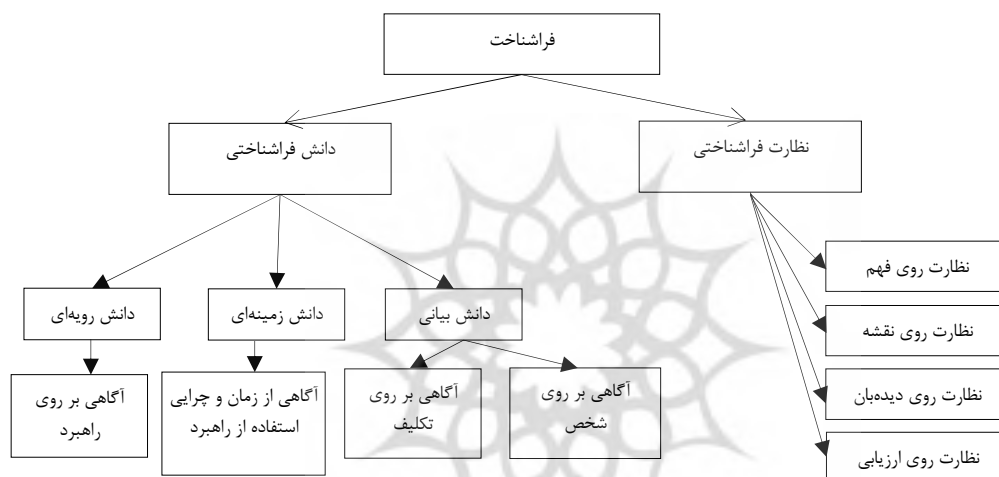 فراشناخت
نظارت فراشناختی
دانش فراشناختی
نظارت روی فهم
نظارت روی نقشه
نظارت روی دیده‌بان
نظارت روی ارزیابی
دانش بیانی
دانش زمینه‌ای
دانش رویه‌ای
آگاهی بر روی
شخص
آگاهی بر روی
تکلیف
آگاهی از زمان و چرایی
استفاده از راهبرد
آگاهی بر روی
راهبرد